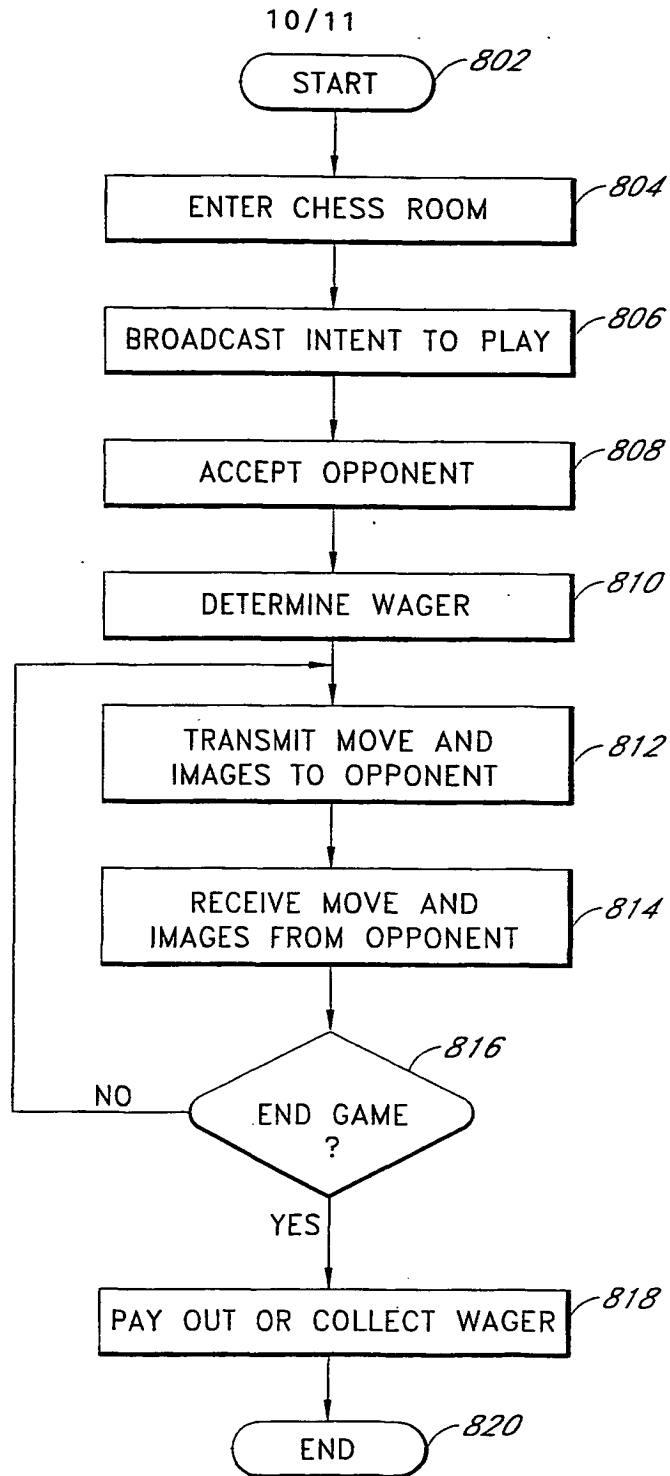 10/11
START
802
ENTER CHESS ROOM
804
BROADCAST INTENT TO PLAY
806
ACCEPT OPPONENT
808
DETERMINE WAGER
810
TRANSMIT MOVE AND
IMAGES TO OPPONENT
812
RECEIVE MOVE AND
IMAGES FROM OPPONENT
814
816
END GAME
?
NO
YES
PAY OUT OR COLLECT WAGER
818
END
820